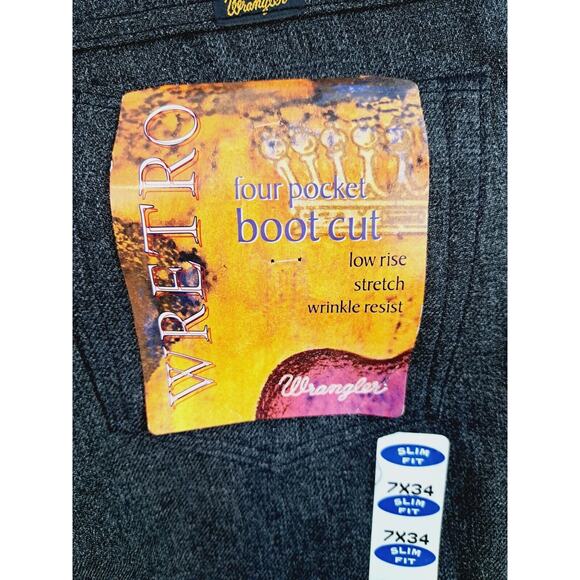 Wrangler
WRETRO
four pocket
boot cut
low rise
stretch
wrinkle resist
Wrangler
SLIM
FIT
7X34
SLIM
FIT
7X34
SLIM
FIT